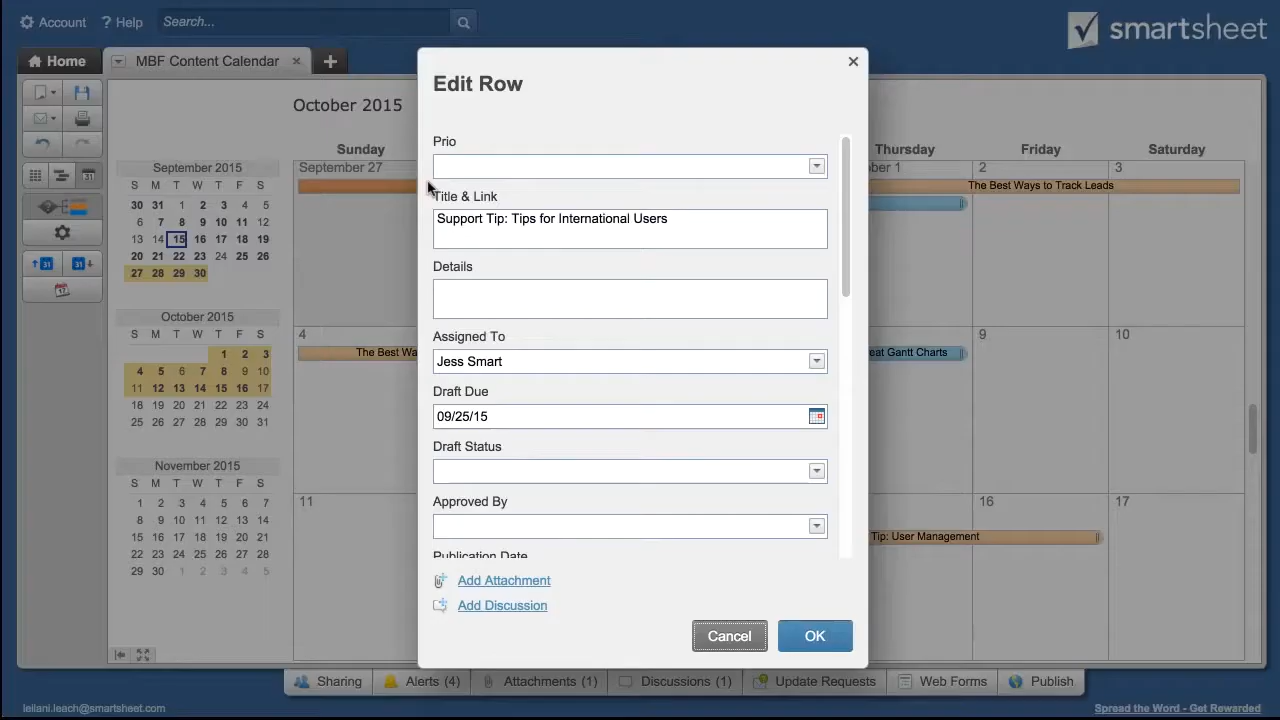 Account
? Help
Search...
smartsheet
Home
MBF Content Calendar
Edit Row
October 2015
Prio
Sunday
Thursday
Friday
Saturday
September 27
ober 1
2
3
The Best Ways to Track Leads
Title & Link
Support Tip: Tips for International Users
Details
Assigned To
Jess Smart
Draft Due
09/25/15
Draft Status
Approved By
Publication Date
Add Attachment
Add Discussion
Cancel
OK
September 2015
S M T W T F S
30 31 1 2 3 4 5
6 7 8 9 10 11 12
13 14 15 16 17 18 19
20 21 22 23 24 25 26
27 28 29 30
October 2015
S M T W T F S
1 2 3
4 5 6 7 8 9 10
11 12 13 14 15 16 17
18 19 20 21 22 23 24
25 26 27 28 29 30 31
November 2015
S M T W T F S
1 2 3 4 5 6 7
8 9 10 11 12 13 14
15 16 17 18 19 20 21
22 23 24 25 26 27 28
29 30 1 2 3 4 5
4
9
10
The Best Wa
eat Gantt Charts
11
16
17
Tip: User Management
Sharing
Alerts (4)
Attachments (1)
Discussions (1)
Update Requests
Web Forms
Publish
leilani.leach@smartsheet.com
Spread the Word - Get Rewarded